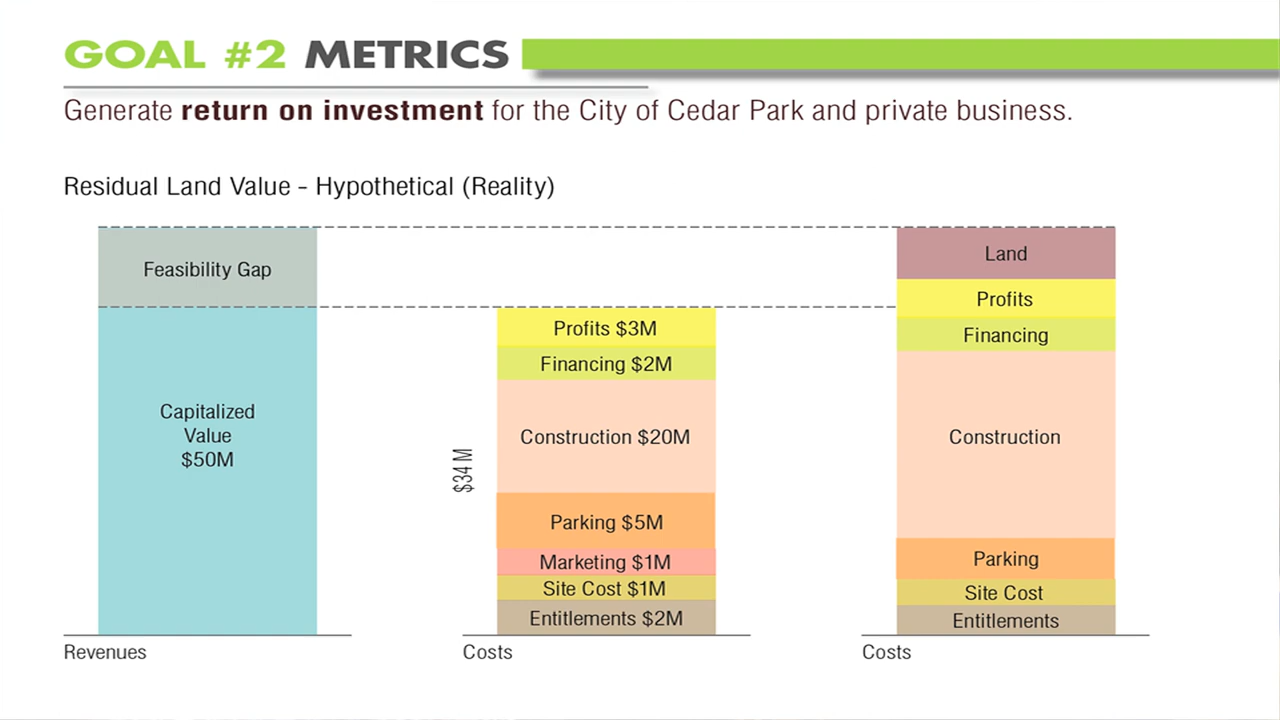 GOAL #2 METRICS
Generate return on investment for the City of Cedar Park and private business.
Residual Land Value - Hypothetical (Reality)
Feasibility Gap
Capitalized
Value
$50M
Revenues
$34 M
Profits $3M
Financing $2M
Construction $20M
Parking $5M
Marketing $1M
Site Cost $1M
Entitlements $2M
Costs
Land
Profits
Financing
Construction
Parking
Site Cost
Entitlements
Costs